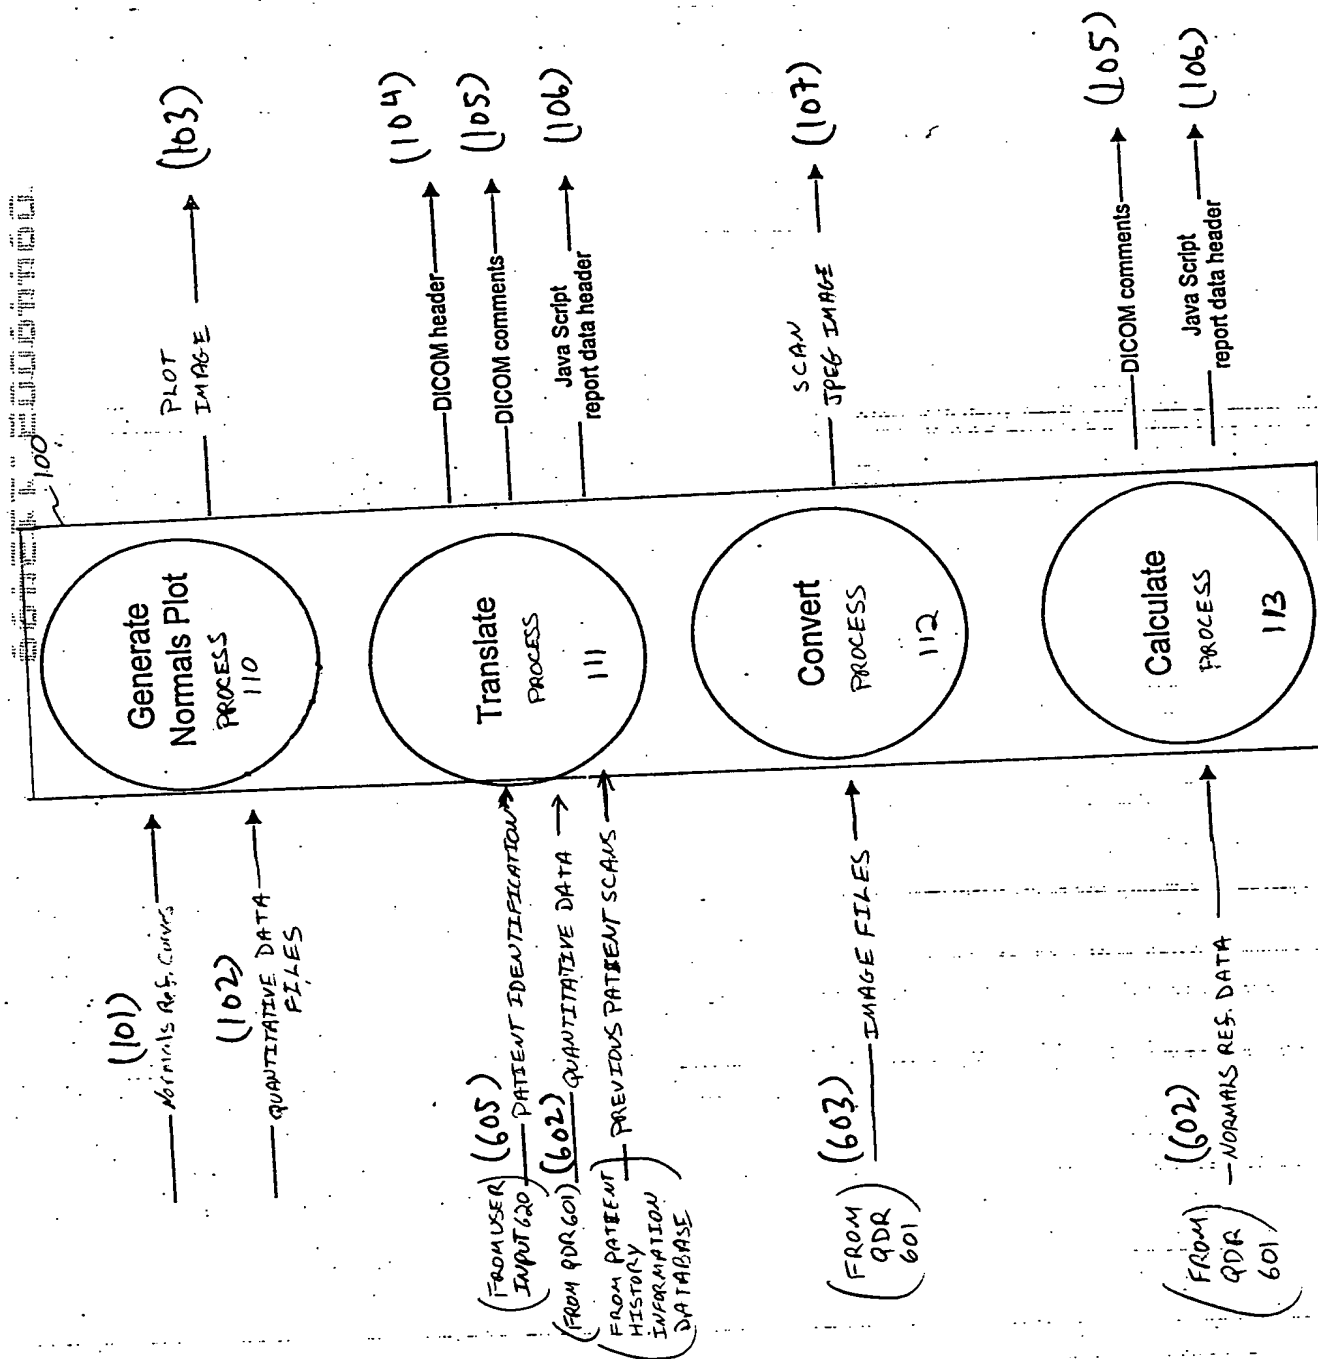 100
(101)
Normals Ref. Curves
(102)
QUANTITATIVE DATA
FILES
Generate
Normals Plot
PROCESS
110
PLOT
IMAGE
(103)
(FROM USER
INPUT 620)
(605)
PATIENT IDENTIFICATION
(FROM QDR 601)
(602)
QUANTITATIVE DATA
(FROM PATIENT
HISTORY
INFORMATION
DATABASE)
PREVIOUS PATIENT SCANS
Translate
PROCESS
111
DICOM header
(104)
DICOM comments
(105)
Java Script
report data header
(106)
(FROM
QDR
601)
(603)
IMAGE FILES
Convert
PROCESS
112
SCAN
JPEG IMAGE
(107)
(FROM
QDR
601)
(602)
NORMALS REF. DATA
Calculate
PROCESS
113
DICOM comments
(105)
Java Script
report data header
(106)